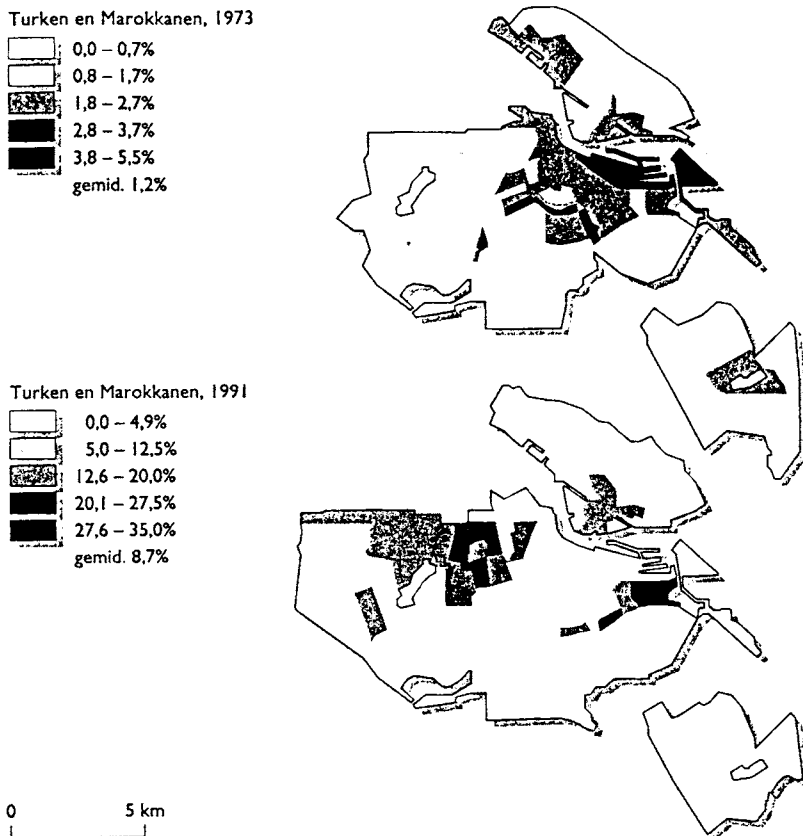 Turken en Marokkanen, 1973
0,0 – 0,7%
0,8 – 1,7%
1,8 – 2,7%
2,8 – 3,7%
3,8 – 5,5%
gemid. 1,2%
Turken en Marokkanen, 1991
0,0 – 4,9%
5,0 – 12,5%
12,6 – 20,0%
20,1 – 27,5%
27,6 – 35,0%
gemid. 8,7%
0 5 km